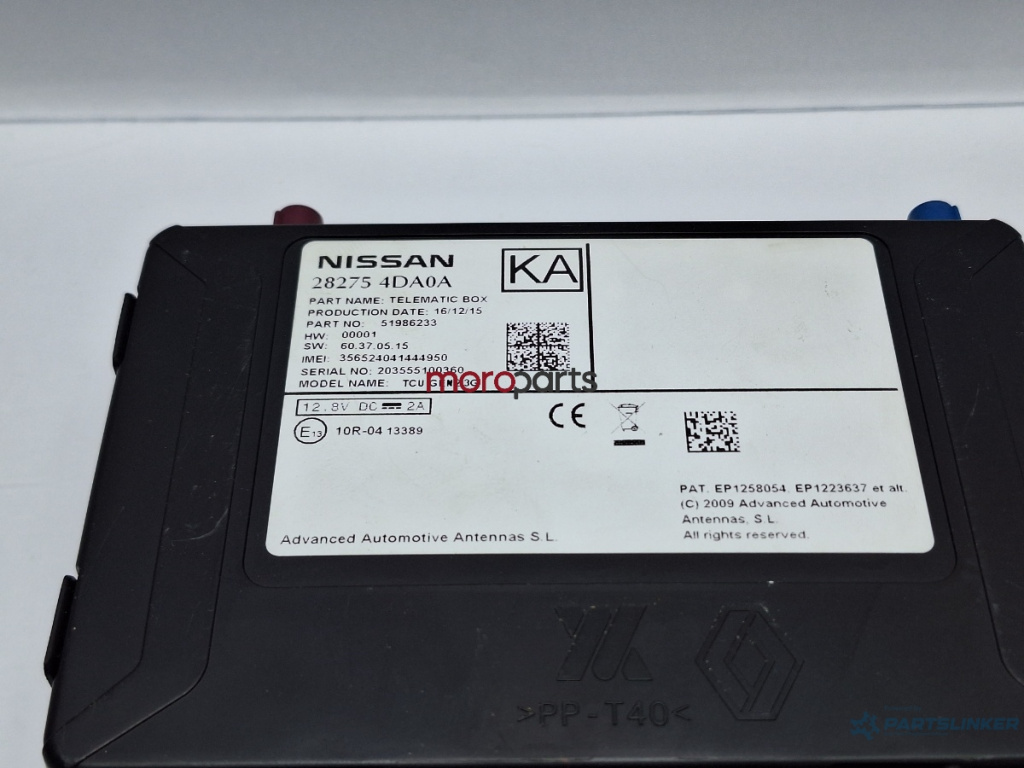 NISSAN
KA
28275 4DA0A
PART NAME: TELEMATIC BOX
PRODUCTION DATE: 16/12/15
PART NO: 51986233
HW: 00001
SW: 60.37.05.15
IMEI: 356524041444950
SERIAL NO: 203555100360
MODEL NAME: TCU
moroparts
12.8V DC 2A
CE
E13 10R-04 13389
PAT. EP1258054. EP1223637 et alt.
(C) 2009 Advanced Automotive
Antennas, S.L.
All rights reserved.
Advanced Automotive Antennas S.L.
>PP-T40<
PARTSLINKER